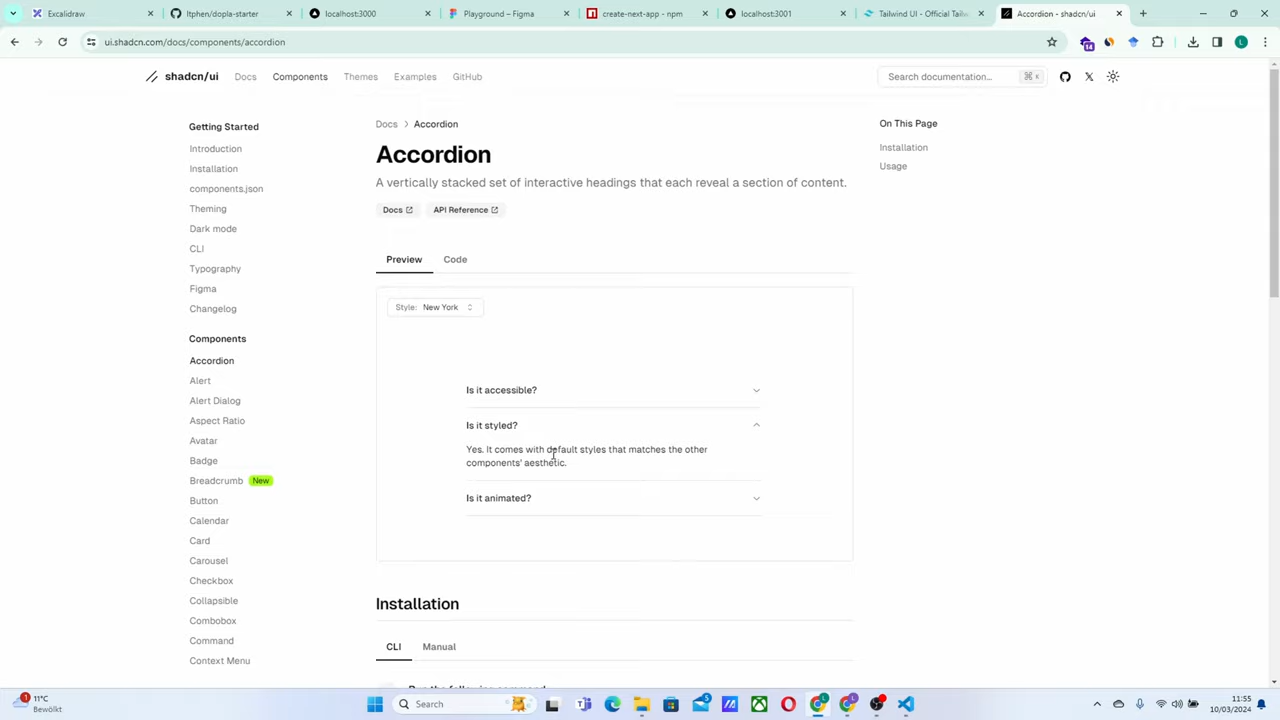 Excalidraw
ltphen/dopla-starter
localhost:3000
Playground – Figma
create-next-app - npm
localhost:3001
Tailwind UI - Official Tailw
Accordion - shadcn/ui
ui.shadcn.com/docs/components/accordion
14
L
shadcn/ui
Docs
Components
Themes
Examples
GitHub
Search documentation...
⌘ K
Getting Started
Introduction
Installation
components.json
Theming
Dark mode
CLI
Typography
Figma
Changelog
Components
Accordion
Alert
Alert Dialog
Aspect Ratio
Avatar
Badge
Breadcrumb New
Button
Calendar
Card
Carousel
Checkbox
Collapsible
Combobox
Command
Context Menu
Docs > Accordion
Accordion
A vertically stacked set of interactive headings that each reveal a section of content.
Docs
API Reference
Preview
Code
Style: New York
Is it accessible?
Is it styled?
Yes. It comes with default styles that matches the other
components' aesthetic.
Is it animated?
Installation
CLI
Manual
Run the following command
On This Page
Installation
Usage
1
11°C
Bewölkt
Search
11:55
10/03/2024